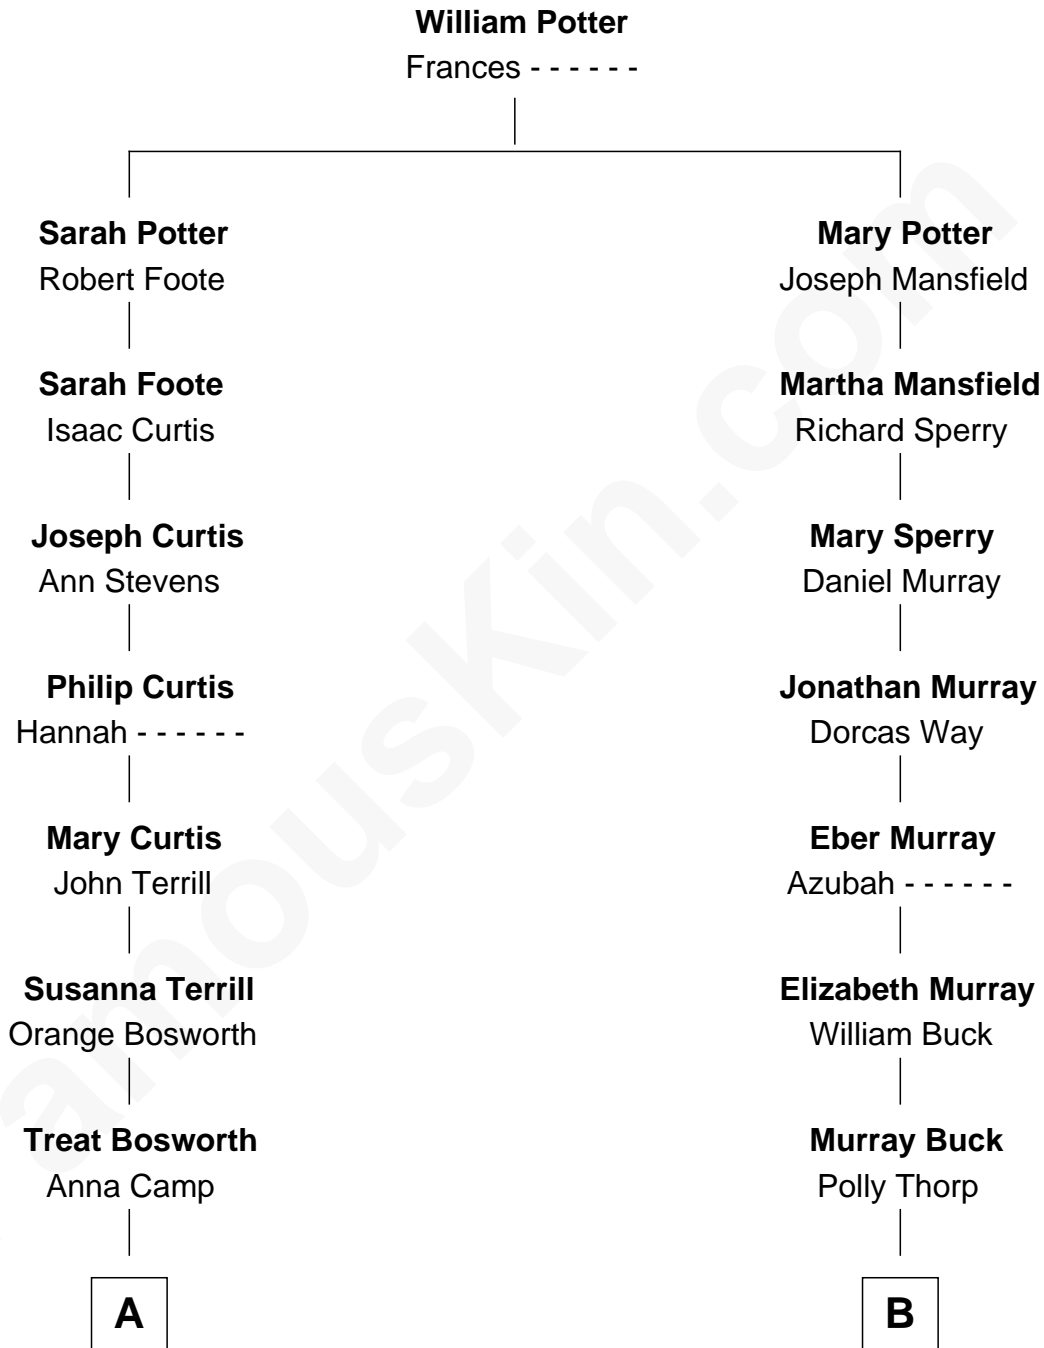 William Potter
Frances - - - - - -
Sarah Potter
Robert Foote
Mary Potter
Joseph Mansfield
Sarah Foote
Isaac Curtis
Martha Mansfield
Richard Sperry
Joseph Curtis
Ann Stevens
Mary Sperry
Daniel Murray
Philip Curtis
Hannah - - - - - -
Jonathan Murray
Dorcas Way
Mary Curtis
John Terrill
Eber Murray
Azubah - - - - - -
Susanna Terrill
Orange Bosworth
Elizabeth Murray
William Buck
Treat Bosworth
Anna Camp
Murray Buck
Polly Thorp
A
B
amousKin.com